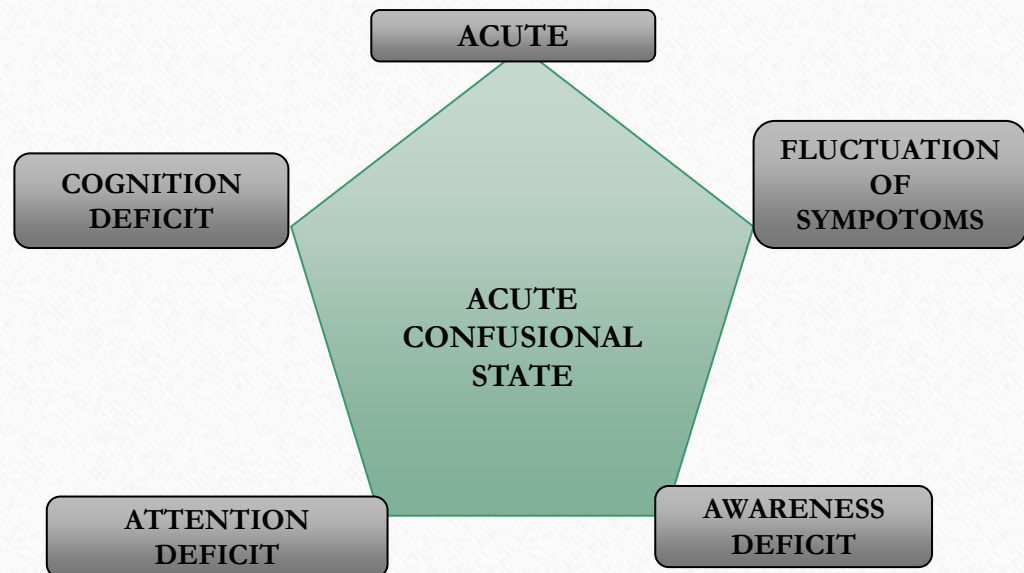 ACUTE
FLUCTUATION
OF
SYMPOTOMS
COGNITION
DEFICIT
ACUTE
CONFUSIONAL
STATE
ATTENTION
DEFICIT
AWARENESS
DEFICIT